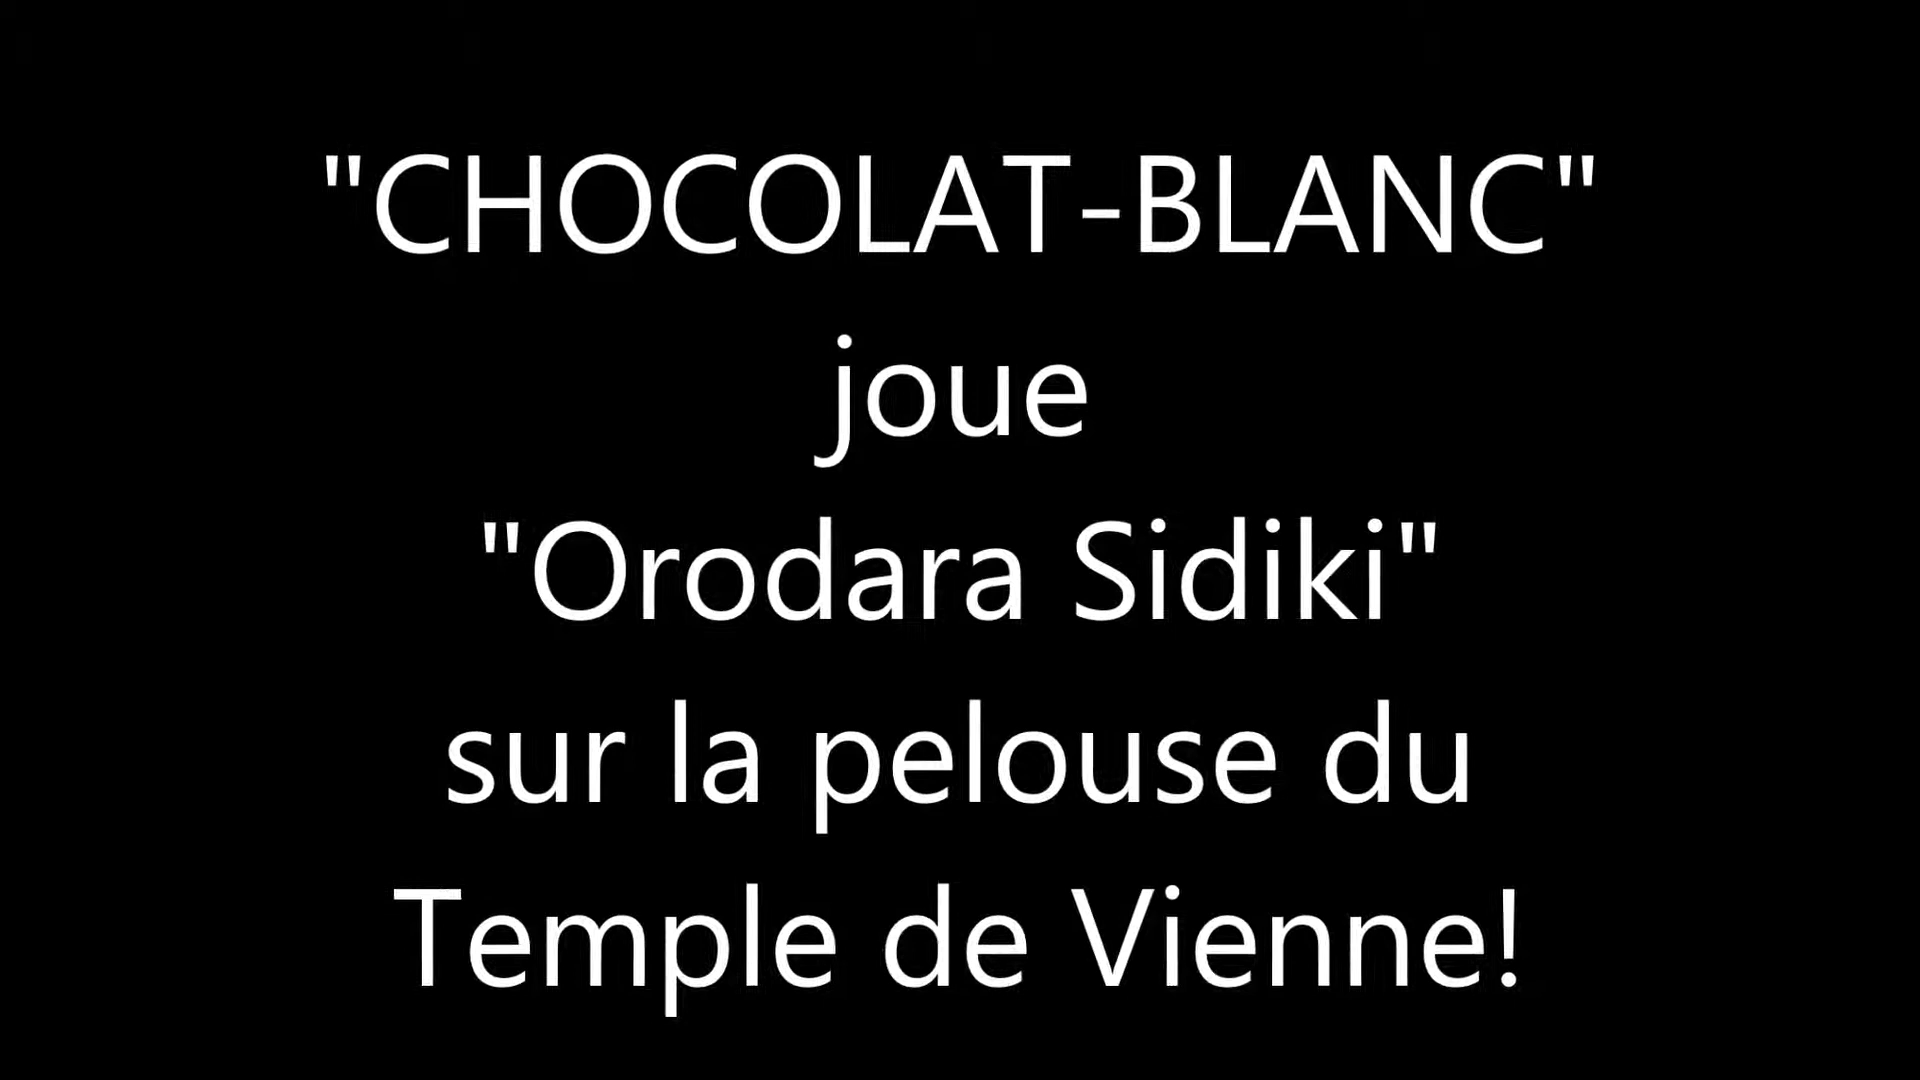 "CHOCOLAT-BLANC"
joue
"Orodara Sidiki"
sur la pelouse du
Temple de Vienne!